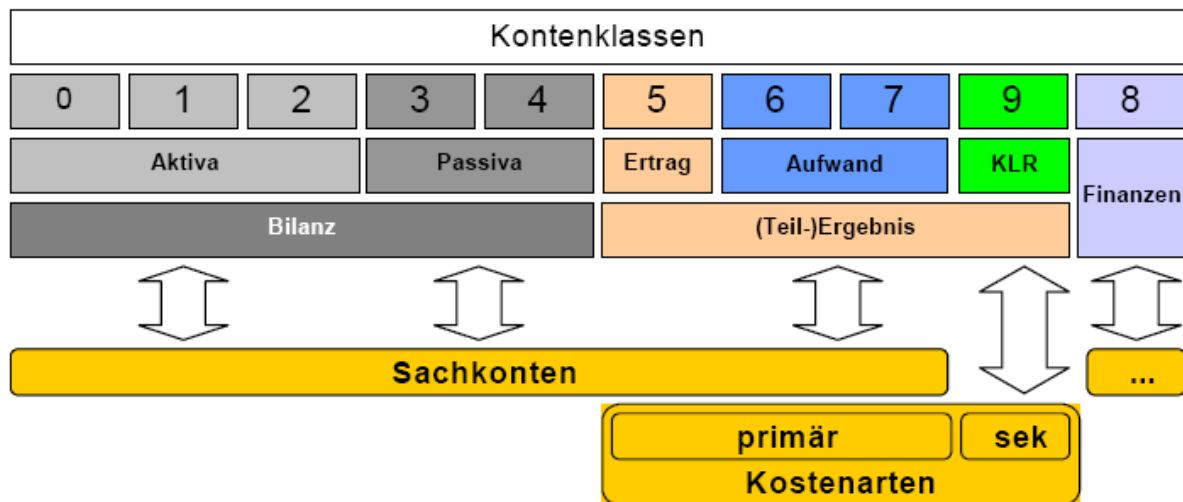 Kontenklassen
0 1 2 3 4 5 6 7 9 8
Aktiva Passiva Ertrag Aufwand KLR
Finanzen
Bilanz (Teil-)Ergebnis
Sachkonten ...
primär sek
Kostenarten